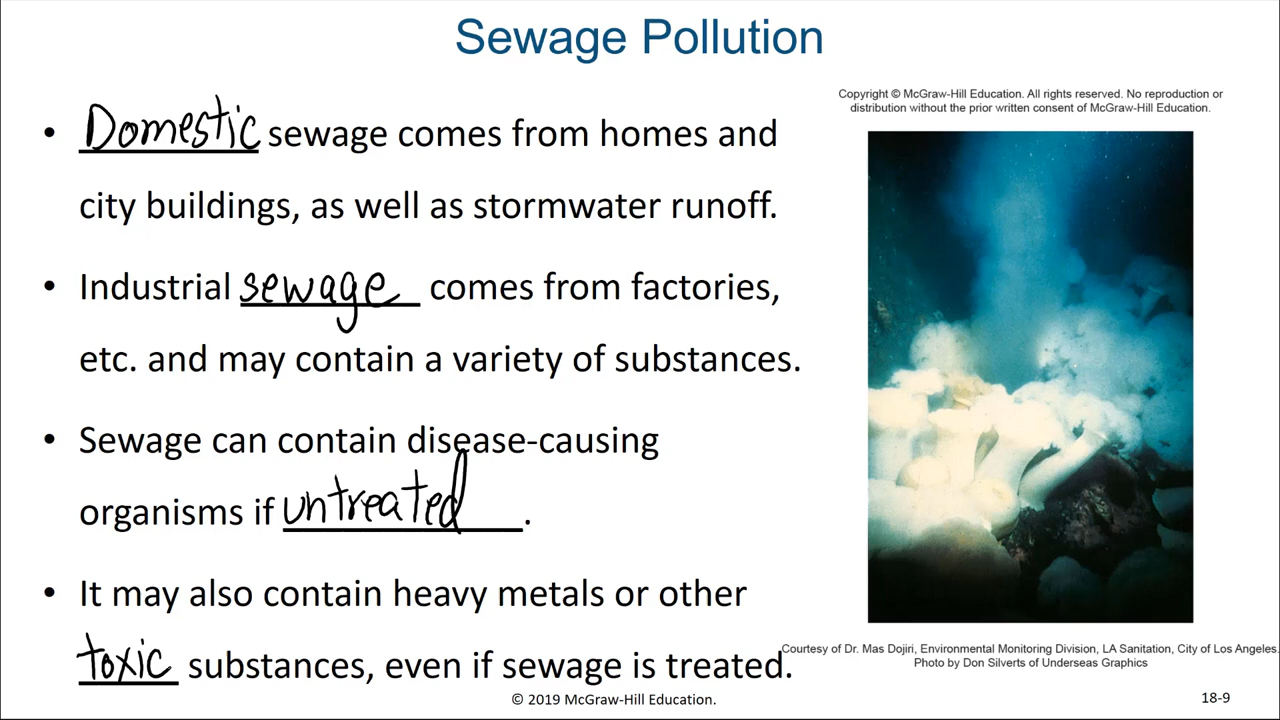 Sewage Pollution
Copyright © McGraw-Hill Education. All rights reserved. No reproduction or
distribution without the prior written consent of McGraw-Hill Education.
• Domestic sewage comes from homes and
city buildings, as well as stormwater runoff.
• Industrial sewage comes from factories,
etc. and may contain a variety of substances.
• Sewage can contain disease-causing
organisms if untreated.
• It may also contain heavy metals or other
toxic substances, even if sewage is treated.
Courtesy of Dr. Mas Dojiri, Environmental Monitoring Division, LA Sanitation, City of Los Angeles.
Photo by Don Silverts of Underseas Graphics
© 2019 McGraw-Hill Education.
18-9